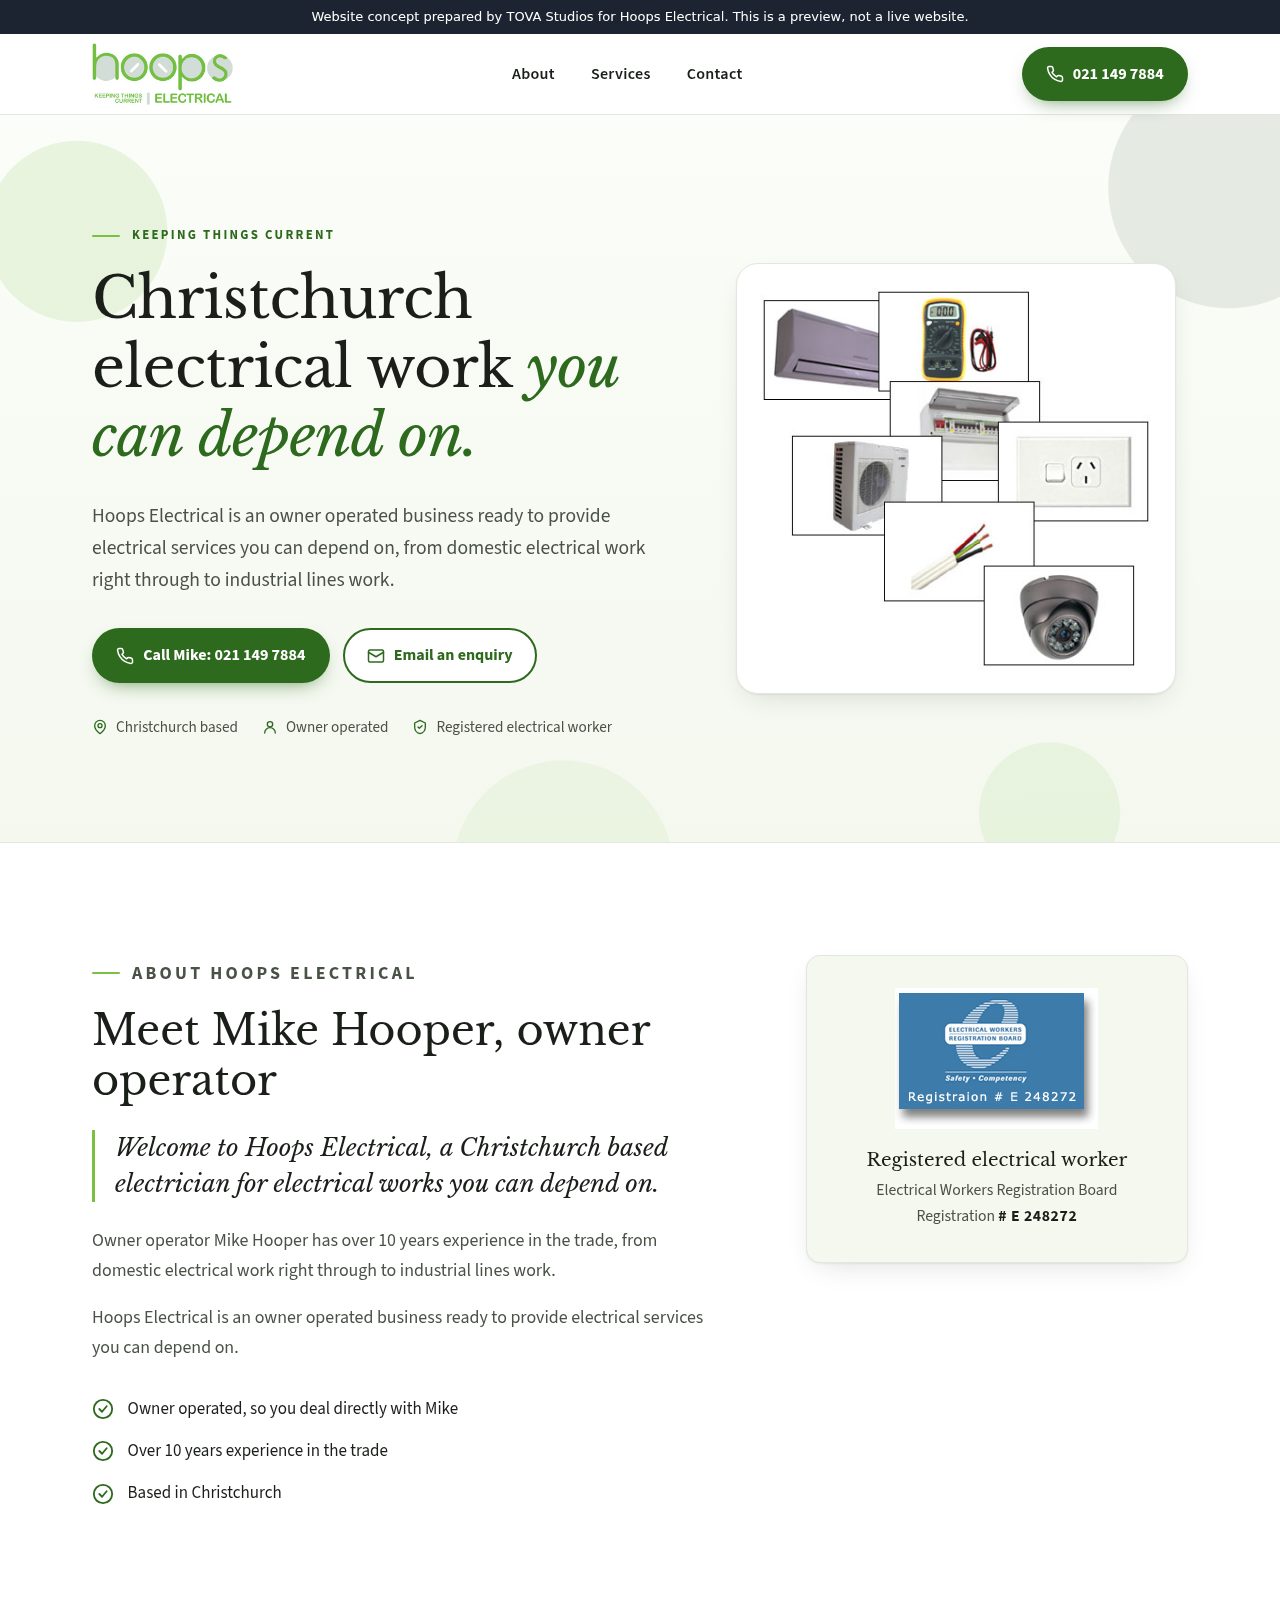 Website concept prepared by TOVA Studios for Hoops Electrical. This is a preview, not a live website.
hoops
KEEPING THINGS
CURRENT | ELECTRICAL
About
Services
Contact
021 149 7884
KEEPING THINGS CURRENT
Christchurch
electrical work you
can depend on.
Hoops Electrical is an owner operated business ready to provide
electrical services you can depend on, from domestic electrical work
right through to industrial lines work.
Call Mike: 021 149 7884
Email an enquiry
Christchurch based
Owner operated
Registered electrical worker
00.0
ABOUT HOOPS ELECTRICAL
Meet Mike Hooper, owner
operator
Welcome to Hoops Electrical, a Christchurch based
electrician for electrical works you can depend on.
Owner operator Mike Hooper has over 10 years experience in the trade, from
domestic electrical work right through to industrial lines work.
Hoops Electrical is an owner operated business ready to provide electrical services
you can depend on.
Owner operated, so you deal directly with Mike
Over 10 years experience in the trade
Based in Christchurch
ELECTRICAL WORKERS
REGISTRATION BOARD
Safety • Competency
Registraion # E 248272
Registered electrical worker
Electrical Workers Registration Board
Registration # E 248272